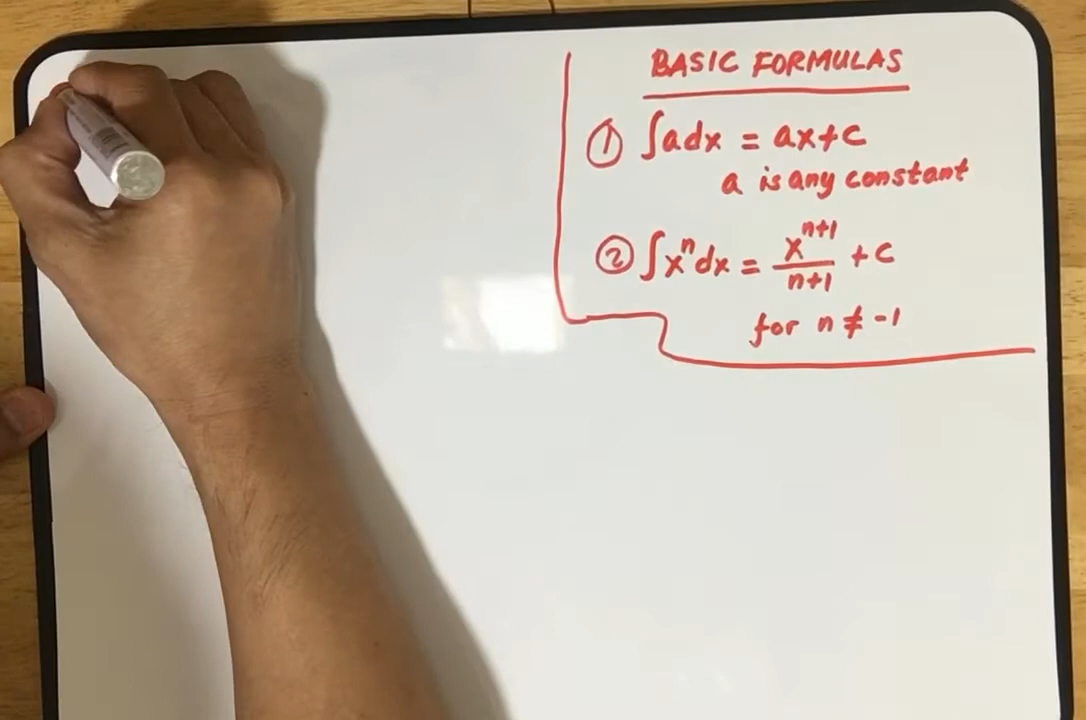 BASIC FORMULAS
① ∫adx = ax+c
a is any constant
② ∫xⁿdx = xⁿ⁺¹/n+1 + c
for n ≠ -1